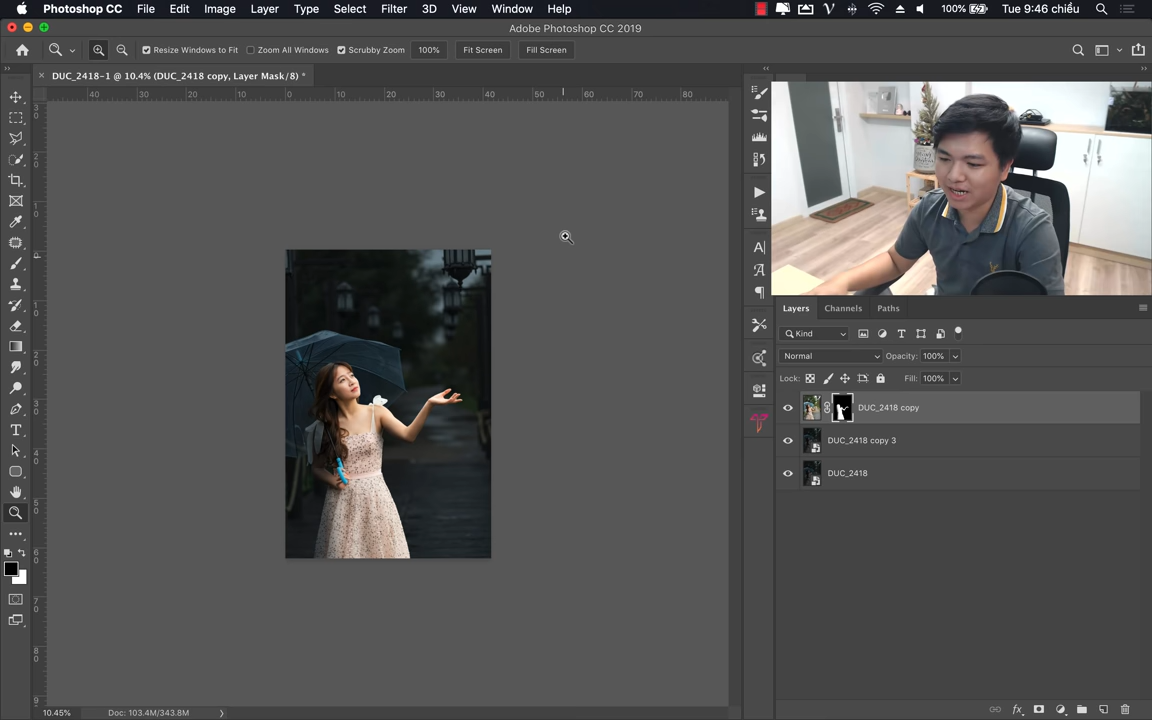 Photoshop CC File Edit Image Layer Type Select Filter 3D View Window Help 100% Tue 9:46 chiều
Adobe Photoshop CC 2019
Resize Windows to Fit Zoom All Windows Scrubby Zoom 100% Fit Screen Fill Screen
DUC_2418-1 @ 10.4% (DUC_2418 copy, Layer Mask/8) *
40 30 20 10 0 10 20 30 40 50 60 70 80
Layers Channels Paths
Kind
Normal Opacity: 100%
Lock: Fill: 100%
DUC_2418 copy
DUC_2418 copy 3
DUC_2418
10.45% Doc: 103.4M/343.8M